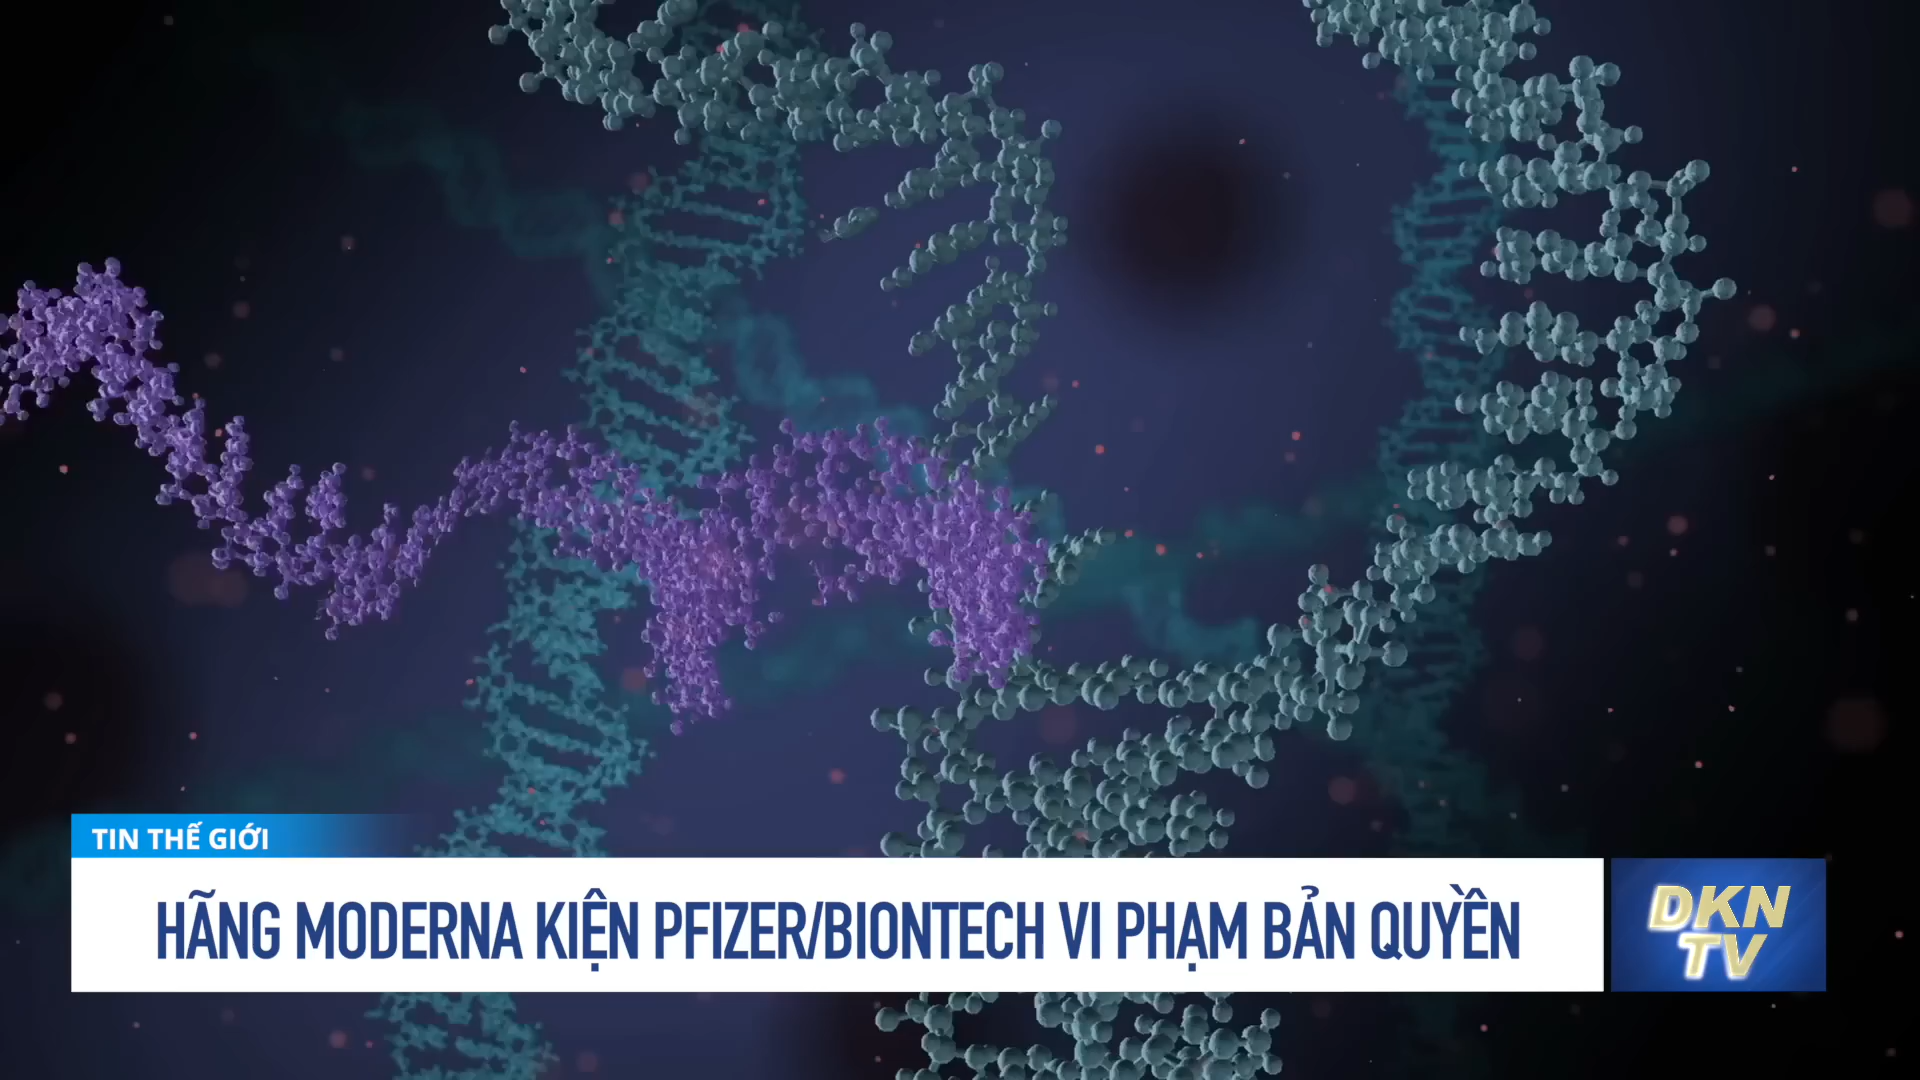 TIN THẾ GIỚI
HÃNG MODERNA KIỆN PFIZER/BIONTECH VI PHẠM BẢN QUYỀN
DKN
TV